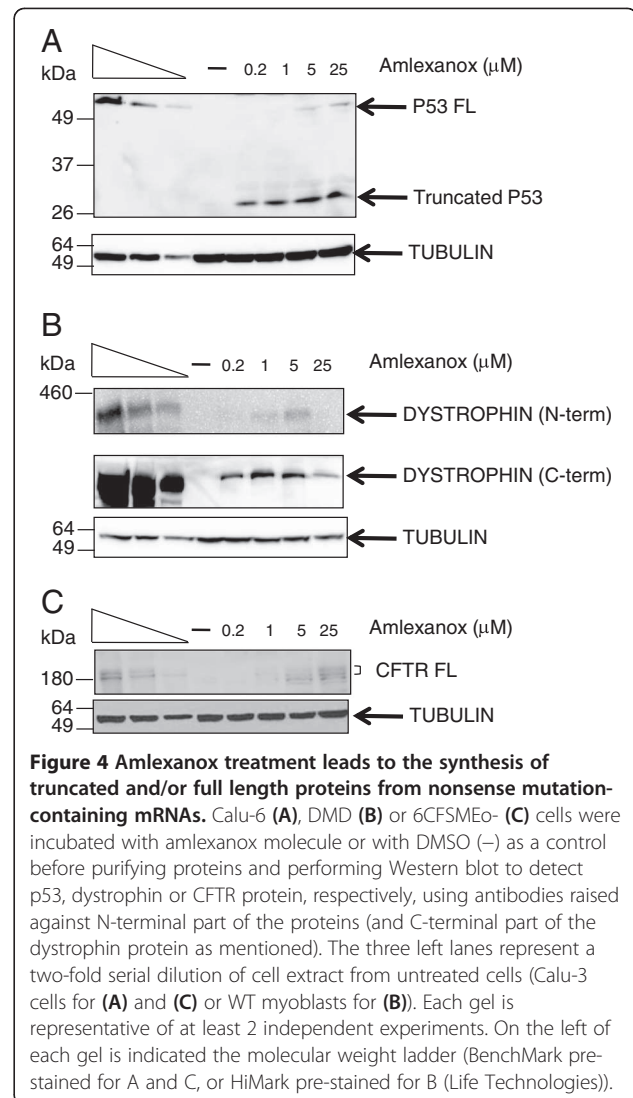 A
kDa
— 0.2 1 5 25 Amlexanox (µM)
49
P53 FL
37
26
Truncated P53
64
49
TUBULIN
B
kDa
— 0.2 1 5 25 Amlexanox (µM)
460
DYSTROPHIN (N-term)
DYSTROPHIN (C-term)
64
49
TUBULIN
C
kDa
— 0.2 1 5 25 Amlexanox (µM)
180
CFTR FL
64
49
TUBULIN
Figure 4 Amlexanox treatment leads to the synthesis of
truncated and/or full length proteins from nonsense mutation-
containing mRNAs. Calu-6 (A), DMD (B) or 6CFSMEo- (C) cells were
incubated with amlexanox molecule or with DMSO (−) as a control
before purifying proteins and performing Western blot to detect
p53, dystrophin or CFTR protein, respectively, using antibodies raised
against N-terminal part of the proteins (and C-terminal part of the
dystrophin protein as mentioned). The three left lanes represent a
two-fold serial dilution of cell extract from untreated cells (Calu-3
cells for (A) and (C) or WT myoblasts for (B)). Each gel is
representative of at least 2 independent experiments. On the left of
each gel is indicated the molecular weight ladder (BenchMark pre-
stained for A and C, or HiMark pre-stained for B (Life Technologies)).